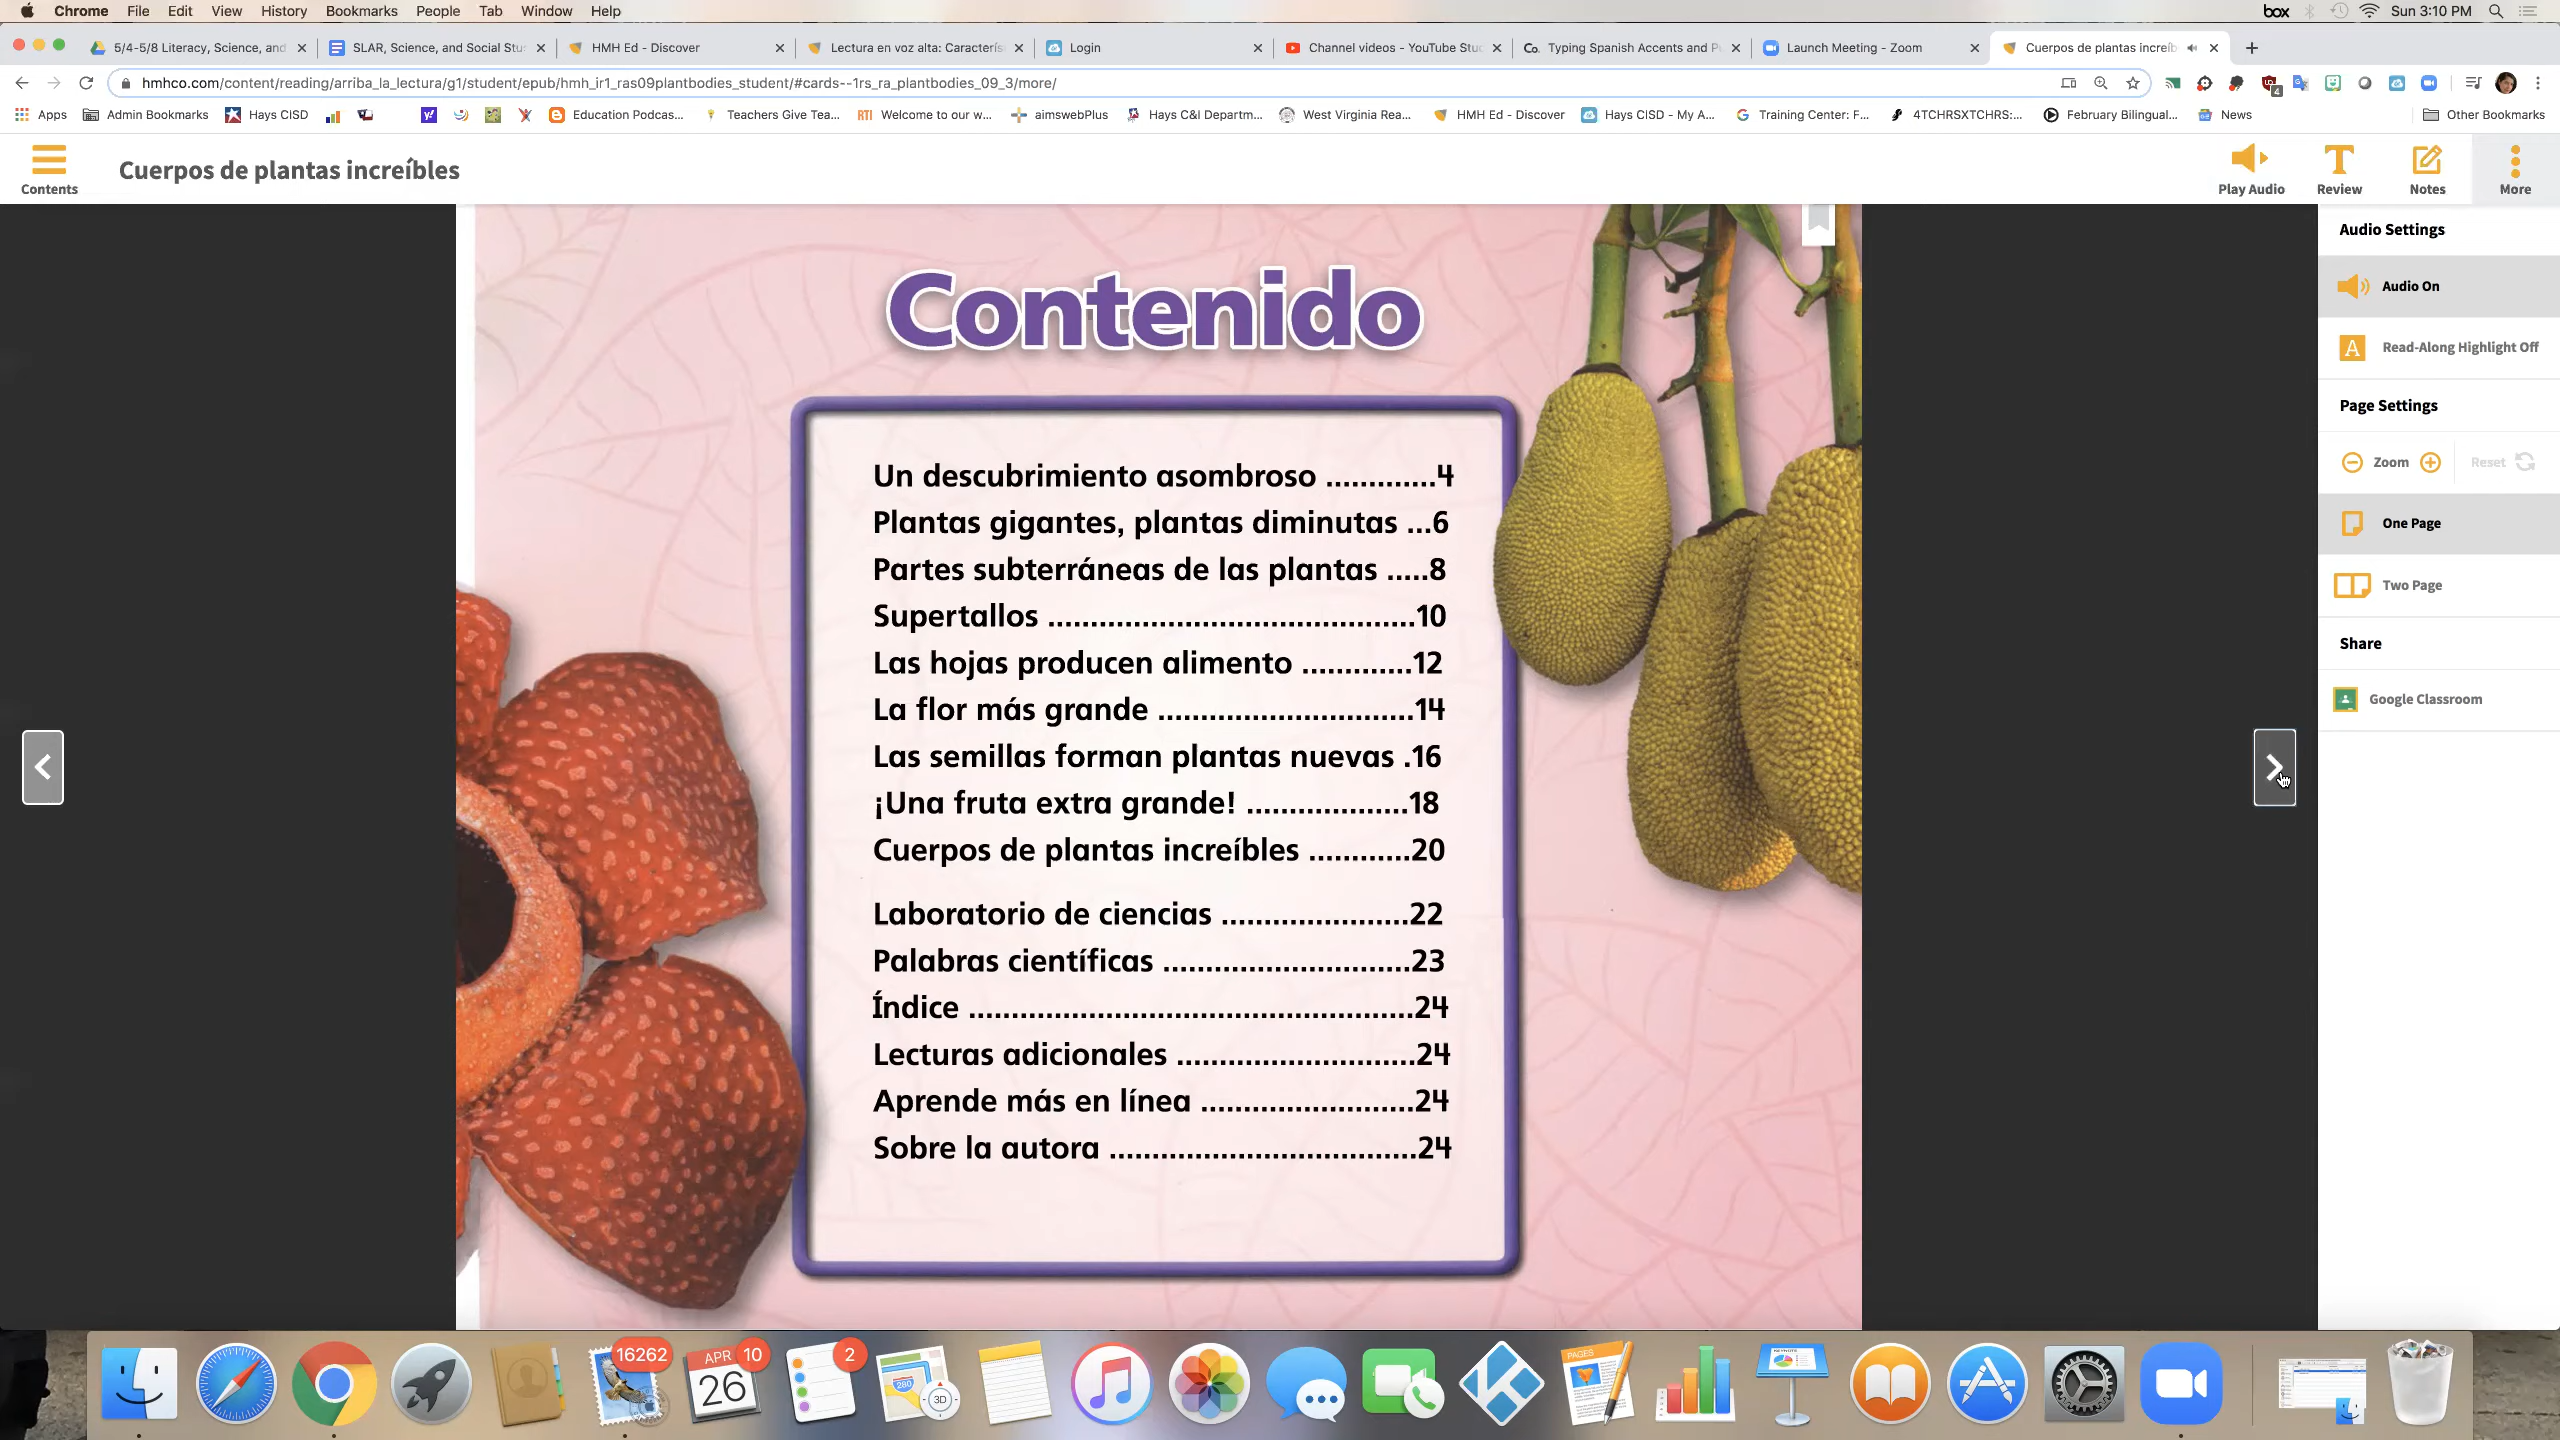 Chrome File Edit View History Bookmarks People Tab Window Help box Sun 3:10 PM
5/4-5/8 Literacy, Science, and SLAR, Science, and Social Stu HMH Ed - Discover Lectura en voz alta: Caracterís Login Channel videos - YouTube Stud Co. Typing Spanish Accents and P Launch Meeting - Zoom Cuerpos de plantas increíb
hmhco.com/content/reading/arriba_la_lectura/g1/student/epub/hmh_ir1_ras09plantbodies_student/#cards--1rs_ra_plantbodies_09_3/more/ 4
Apps Admin Bookmarks Hays CISD Education Podcas... Teachers Give Tea... RTI Welcome to our w... aimswebPlus Hays C&I Departm... West Virginia Rea... HMH Ed - Discover Hays CISD - My A... Training Center: F... 4TCHRSXTCHRS:... February Bilingual... News Other Bookmarks
Contents
Cuerpos de plantas increíbles
Play Audio Review Notes More
Contenido
Un descubrimiento asombroso .............4
Plantas gigantes, plantas diminutas ...6
Partes subterráneas de las plantas .....8
Supertallos ...........................................10
Las hojas producen alimento .............12
La flor más grande ..............................14
Las semillas forman plantas nuevas .16
¡Una fruta extra grande! ...................18
Cuerpos de plantas increíbles ............20
Laboratorio de ciencias ......................22
Palabras científicas .............................23
Índice ....................................................24
Lecturas adicionales ............................24
Aprende más en línea .........................24
Sobre la autora ....................................24
Audio Settings
Audio On
A Read-Along Highlight Off
Page Settings
Zoom Reset
One Page
Two Page
Share
Google Classroom
16262
APR 10
26
2
280
3D
PAGES
KEYNOTE